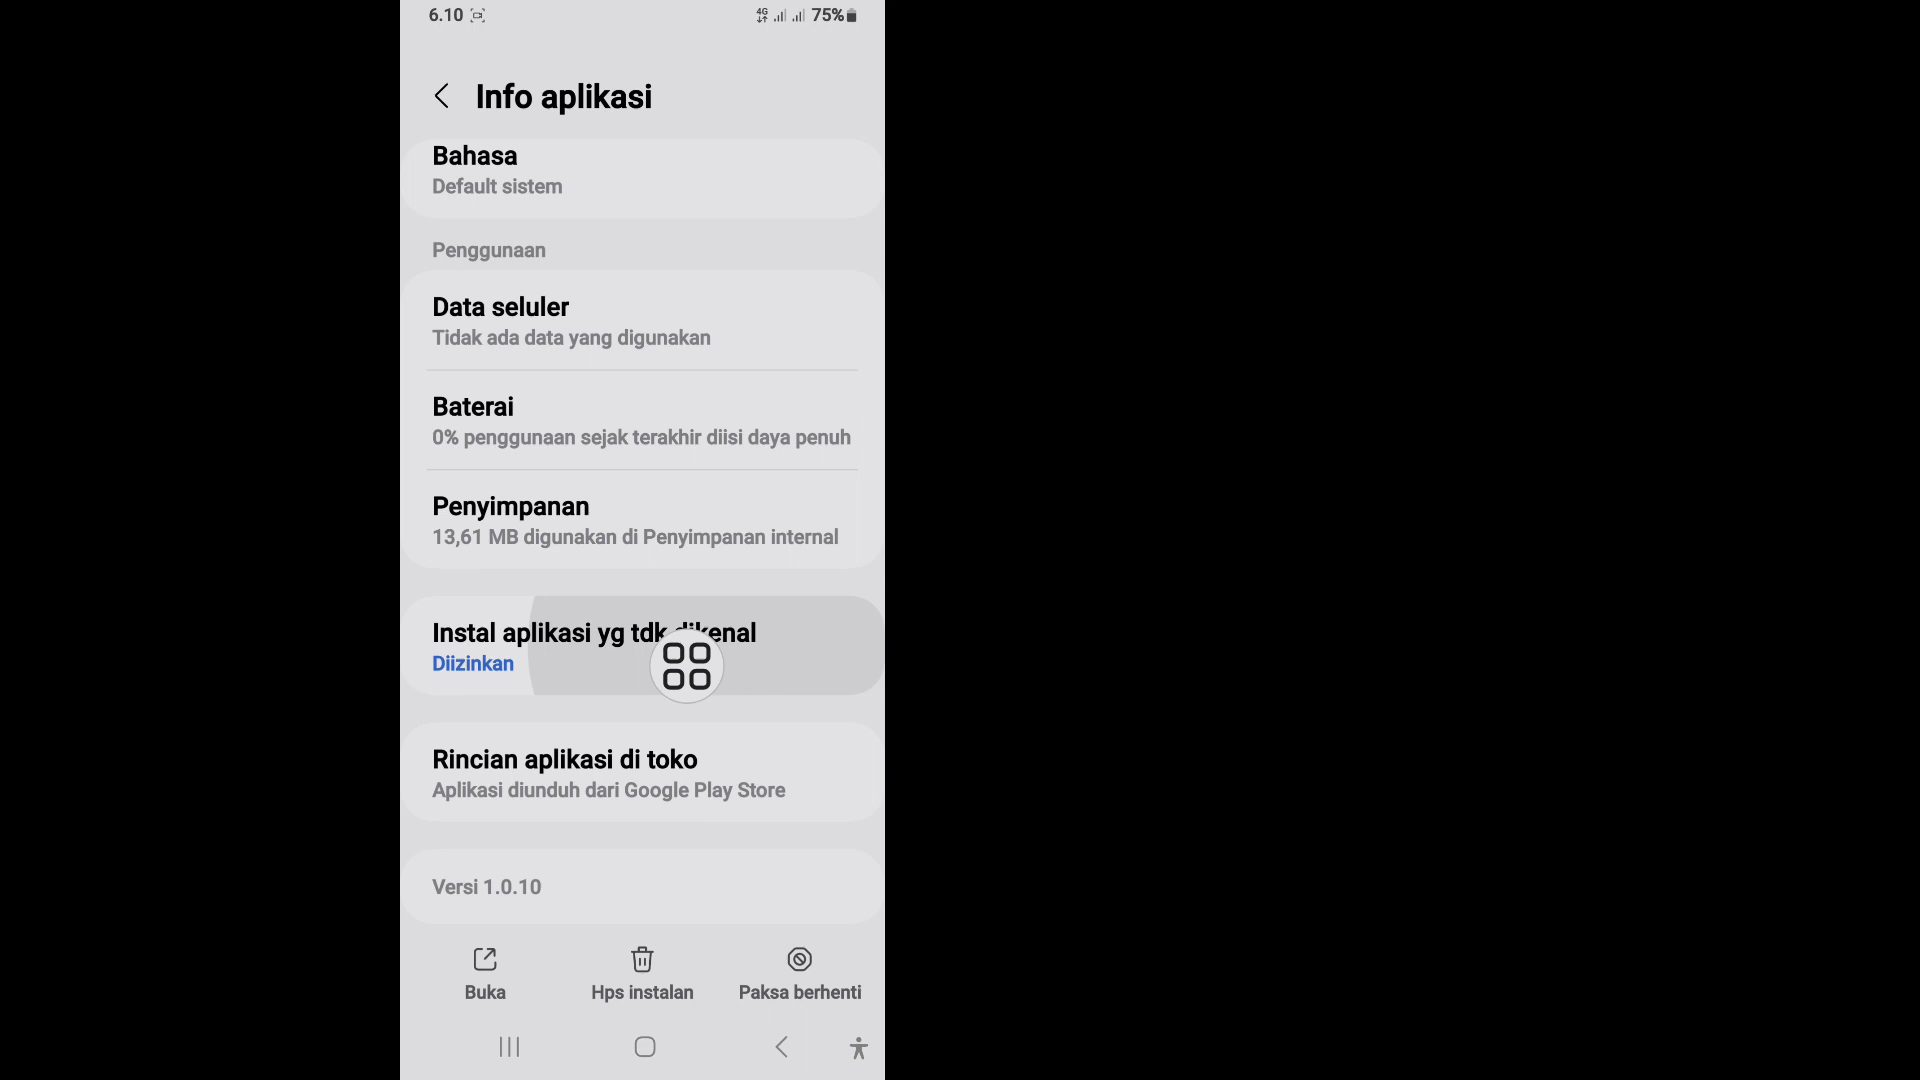 6.10 4G 75%
Info aplikasi
Bahasa
Default sistem
Penggunaan
Data seluler
Tidak ada data yang digunakan
Baterai
0% penggunaan sejak terakhir diisi daya penuh
Penyimpanan
13,61 MB digunakan di Penyimpanan internal
Instal aplikasi yg tdk dikenal
Diizinkan
Rincian aplikasi di toko
Aplikasi diunduh dari Google Play Store
Versi 1.0.10
Buka Hps instalan Paksa berhenti